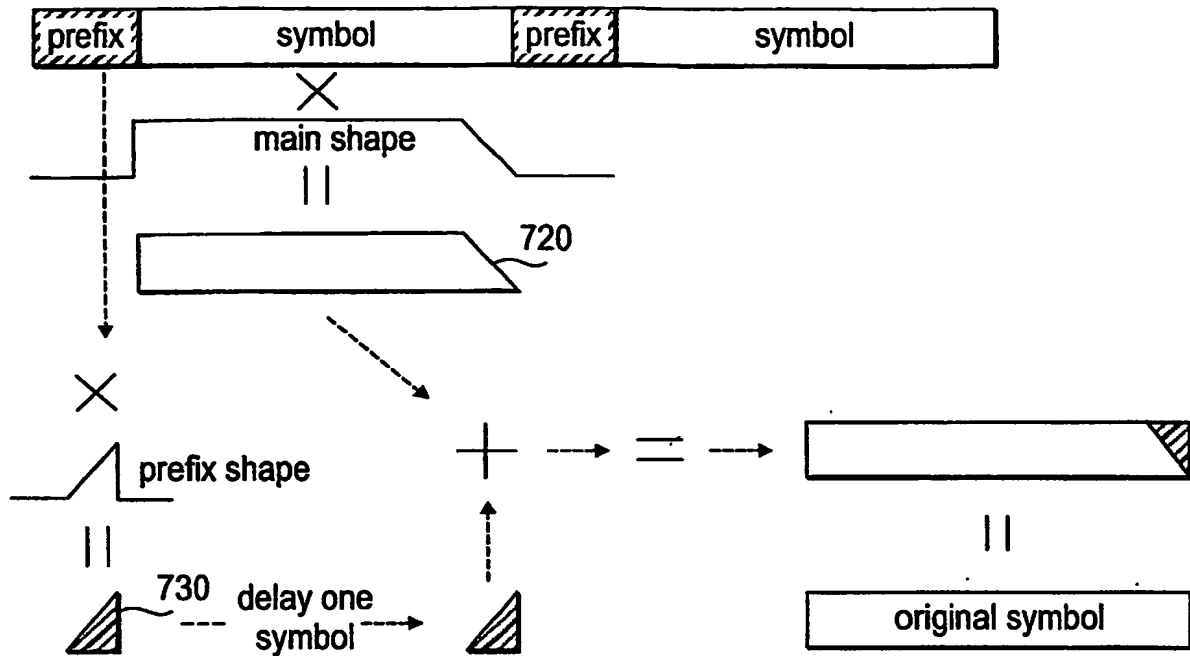 prefix symbol prefix symbol
main shape
720
prefix shape
730
delay one
symbol
original symbol